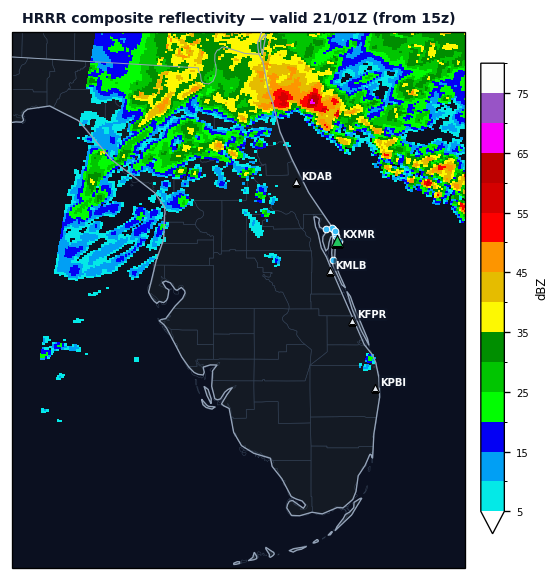 HRRR composite reflectivity — valid 21/01Z (from 15z)
KDAB
KXMR
KMLB
KFPR
KPBI
75
65
55
45
35
25
15
5
dBZ